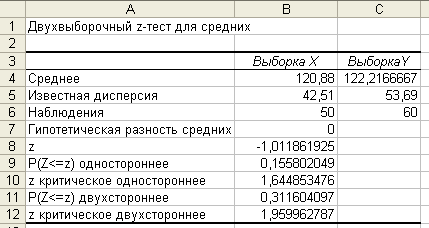 A B C
1 Двухвыборочный z-тест для средних
2
3 Выборка X ВыборкаY
4 Среднее 120,88 122,2166667
5 Известная дисперсия 42,51 53,69
6 Наблюдения 50 60
7 Гипотетическая разность средних 0
8 z -1,011861925
9 P(Z<=z) одностороннее 0,155802049
10 z критическое одностороннее 1,644853476
11 P(Z<=z) двухстороннее 0,311604097
12 z критическое двухстороннее 1,959962787